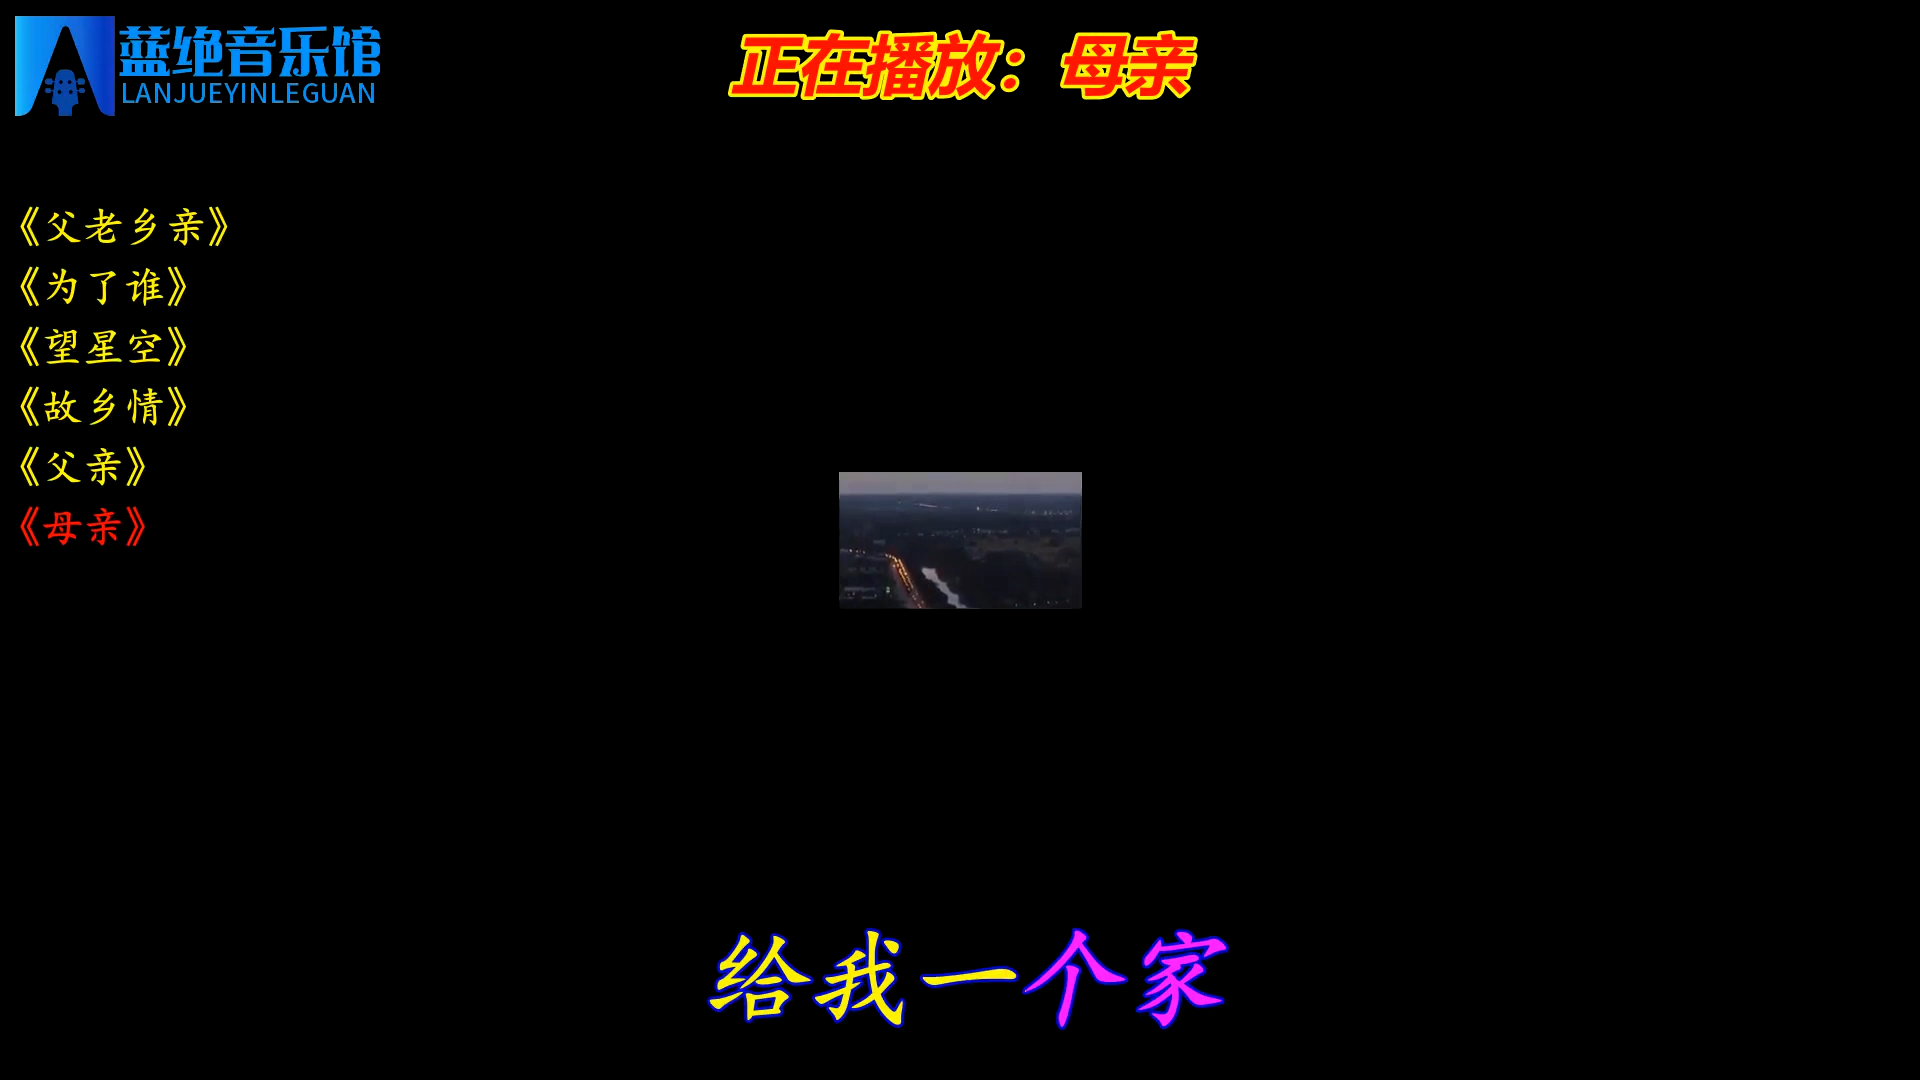 蓝绝音乐馆
LANJUEYINLEGUAN
正在播放：母亲
《父老乡亲》
《为了谁》
《望星空》
《故乡情》
《父亲》
《母亲》
给我一个家